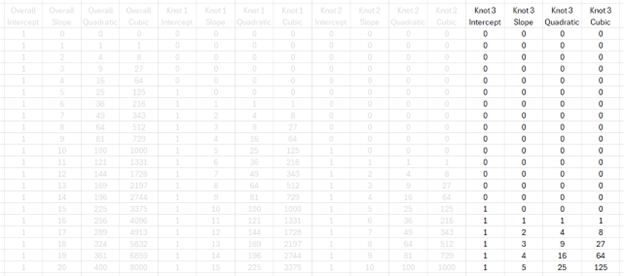 Overall Overall Overall Overall Knot 1 Knot 1 Knot 1 Knot 1 Knot 2 Knot 2 Knot 2 Knot 2 Knot 3 Knot 3 Knot 3 Knot 3
Intercept Slope Quadratic Cubic Intercept Slope Quadratic Cubic Intercept Slope Quadratic Cubic Intercept Slope Quadratic Cubic
1 0 0 0 0 0 0 0 0 0 0 0 0 0 0 0
1 1 1 1 0 0 0 0 0 0 0 0 0 0 0 0
1 2 4 8 0 0 0 0 0 0 0 0 0 0 0 0
1 3 9 27 0 0 0 0 0 0 0 0 0 0 0 0
1 4 16 64 0 0 0 0 0 0 0 0 0 0 0 0
1 5 25 125 1 0 0 0 0 0 0 0 0 0 0 0
1 6 36 216 1 1 1 1 0 0 0 0 0 0 0 0
1 7 49 343 1 2 4 8 0 0 0 0 0 0 0 0
1 8 64 512 1 3 9 27 0 0 0 0 0 0 0 0
1 9 81 729 1 4 16 64 0 0 0 0 0 0 0 0
1 10 100 1000 1 5 25 125 1 0 0 0 0 0 0 0
1 11 121 1331 1 6 36 216 1 1 1 1 0 0 0 0
1 12 144 1728 1 7 49 343 1 2 4 8 0 0 0 0
1 13 169 2197 1 8 64 512 1 3 9 27 0 0 0 0
1 14 196 2744 1 9 81 729 1 4 16 64 0 0 0 0
1 15 225 3375 1 10 100 1000 1 5 25 125 1 0 0 0
1 16 256 4096 1 11 121 1331 1 6 36 216 1 1 1 1
1 17 289 4913 1 12 144 1728 1 7 49 343 1 2 4 8
1 18 324 5832 1 13 169 2197 1 8 64 512 1 3 9 27
1 19 361 6859 1 14 196 2744 1 9 81 729 1 4 16 64
1 20 400 8000 1 15 225 3375 1 10 100 1000 1 5 25 125